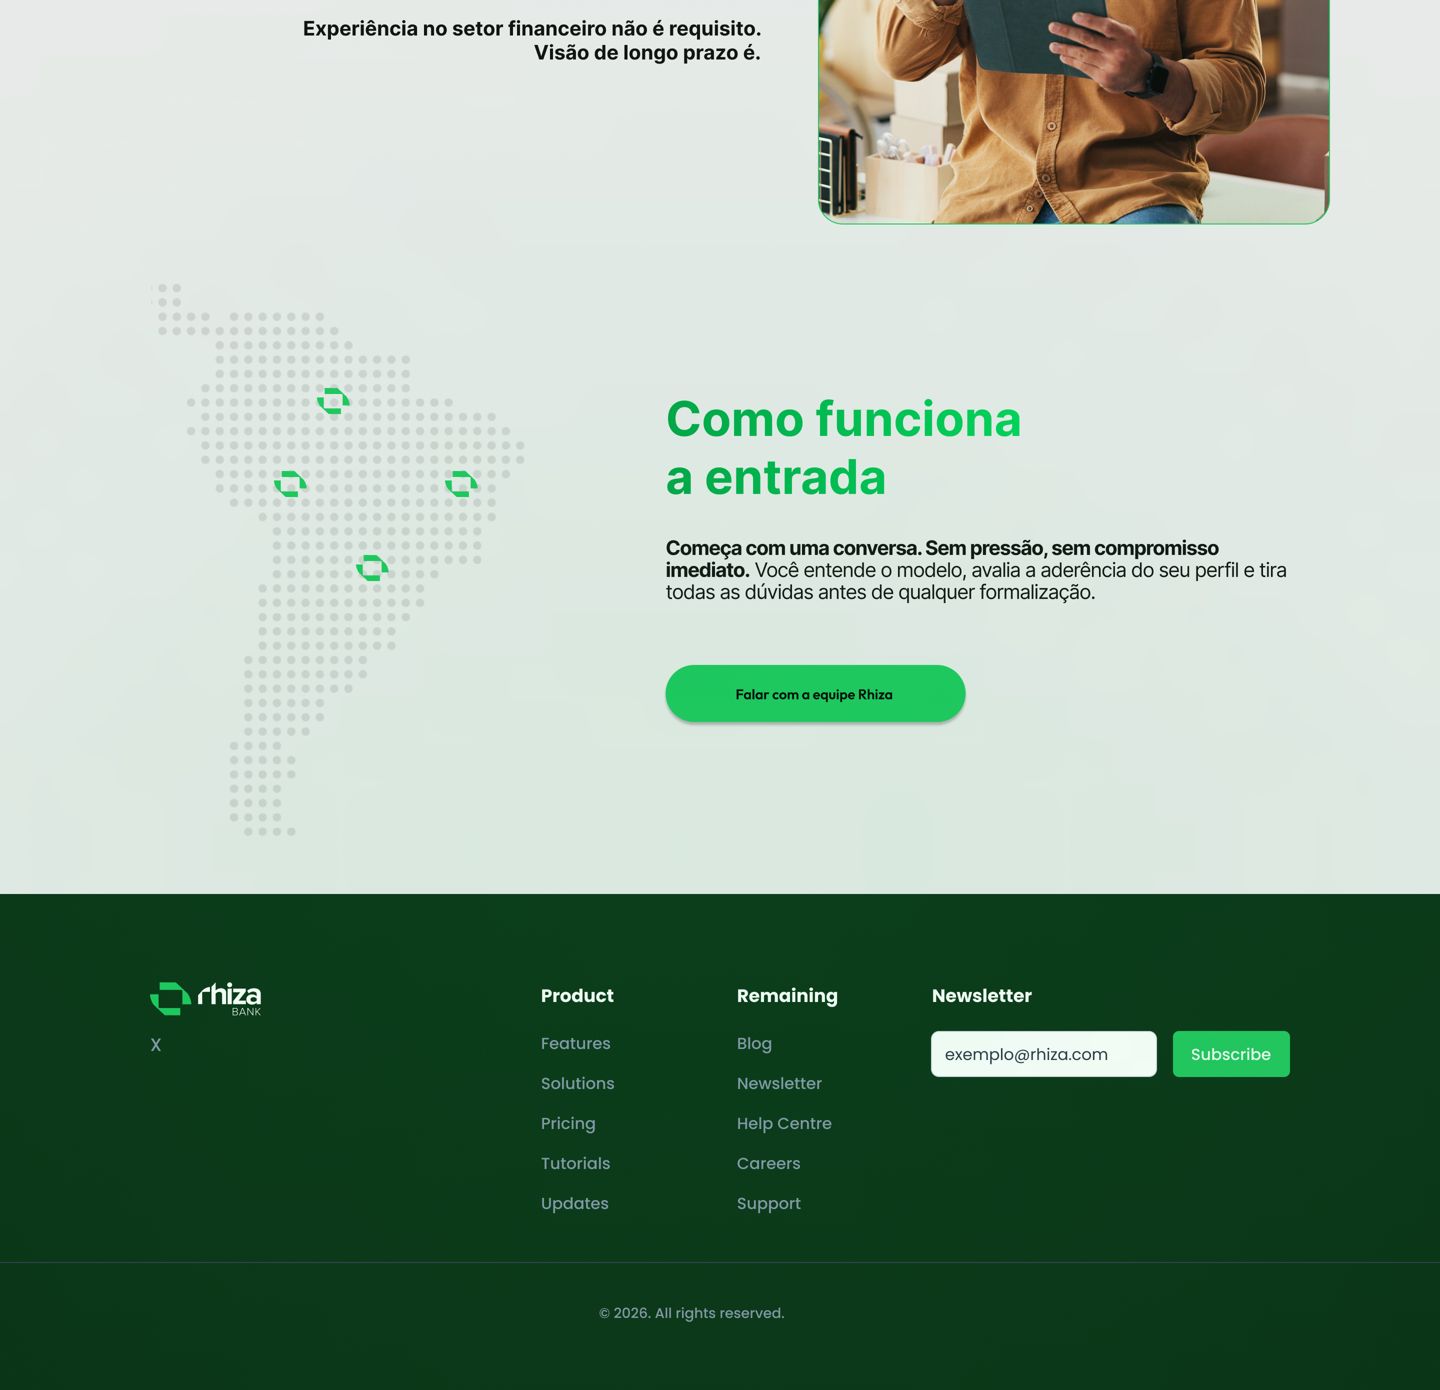 Experiência no setor financeiro não é requisito.
Visão de longo prazo é.
Como funciona
a entrada
Começa com uma conversa. Sem pressão, sem compromisso
imediato. Você entende o modelo, avalia a aderência do seu perfil e tira
todas as dúvidas antes de qualquer formalização.
Falar com a equipe Rhiza
rhiza
BANK
X
Product
Features
Solutions
Pricing
Tutorials
Updates
Remaining
Blog
Newsletter
Help Centre
Careers
Support
Newsletter
exemplo@rhiza.com
Subscribe
© 2026. All rights reserved.